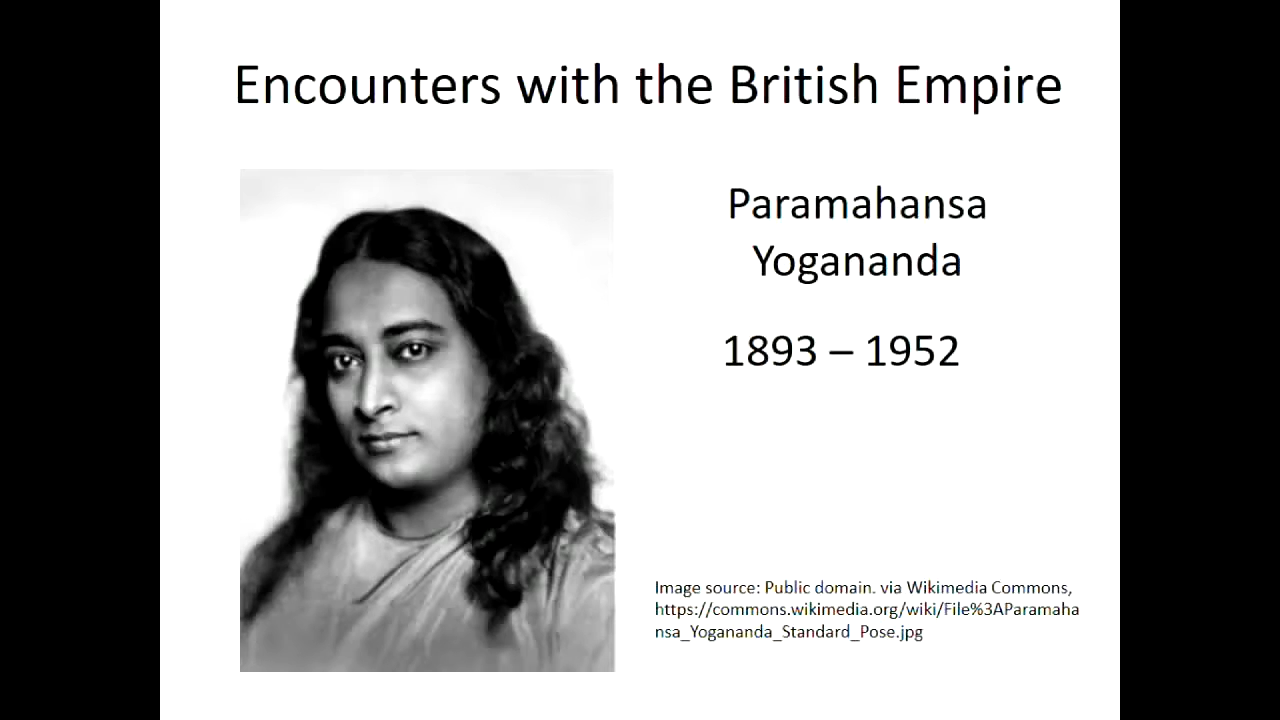 Encounters with the British Empire
Paramahansa
Yogananda
1893 – 1952
Image source: Public domain. via Wikimedia Commons,
https://commons.wikimedia.org/wiki/File%3AParamaha
nsa_Yogananda_Standard_Pose.jpg